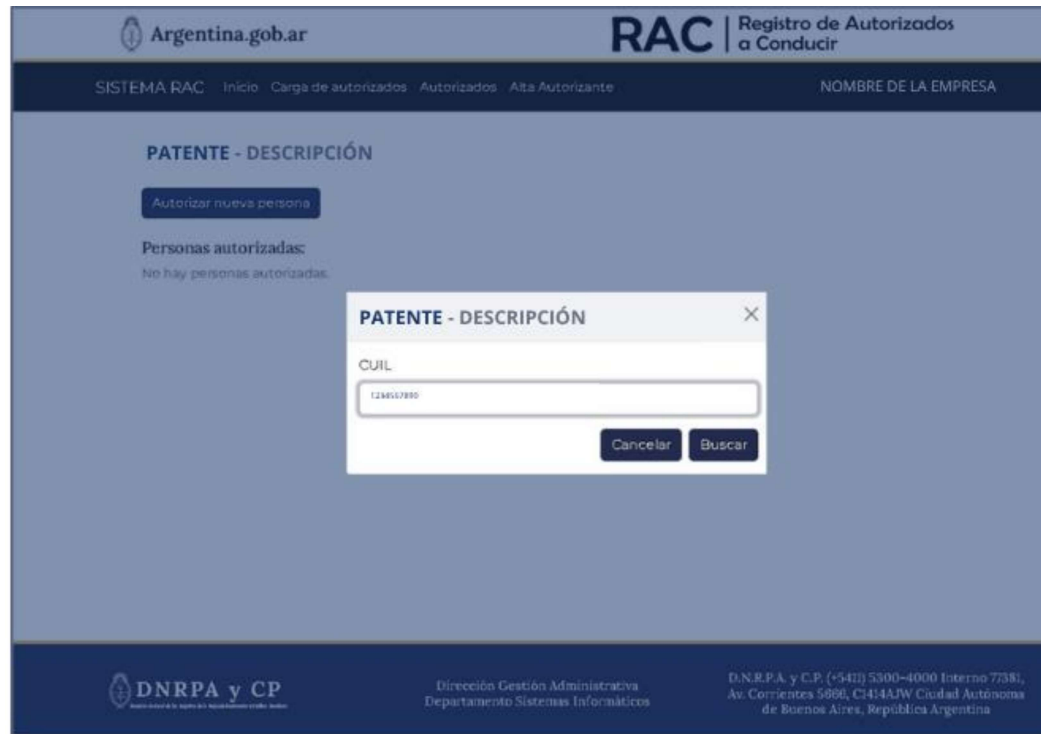 Argentina.gob.ar
RAC
Registro de Autorizados
a Conducir
SISTEMA RAC Inicio Carga de autorizados Autorizados Alta Autorizante NOMBRE DE LA EMPRESA
PATENTE - DESCRIPCIÓN
Autorizar nueva persona
Personas autorizadas:
No hay personas autorizadas.
PATENTE - DESCRIPCIÓN
CUIL
Cancelar Buscar
DNRPA y CP
Dirección Gestión Administrativa
Departamento Sistemas Informáticos
D.N.R.P.A. y C.P. (+5411) 5300-4000 Interno 77381,
Av. Corrientes 5666, C1414AJW Ciudad Autónoma
de Buenos Aires, República Argentina